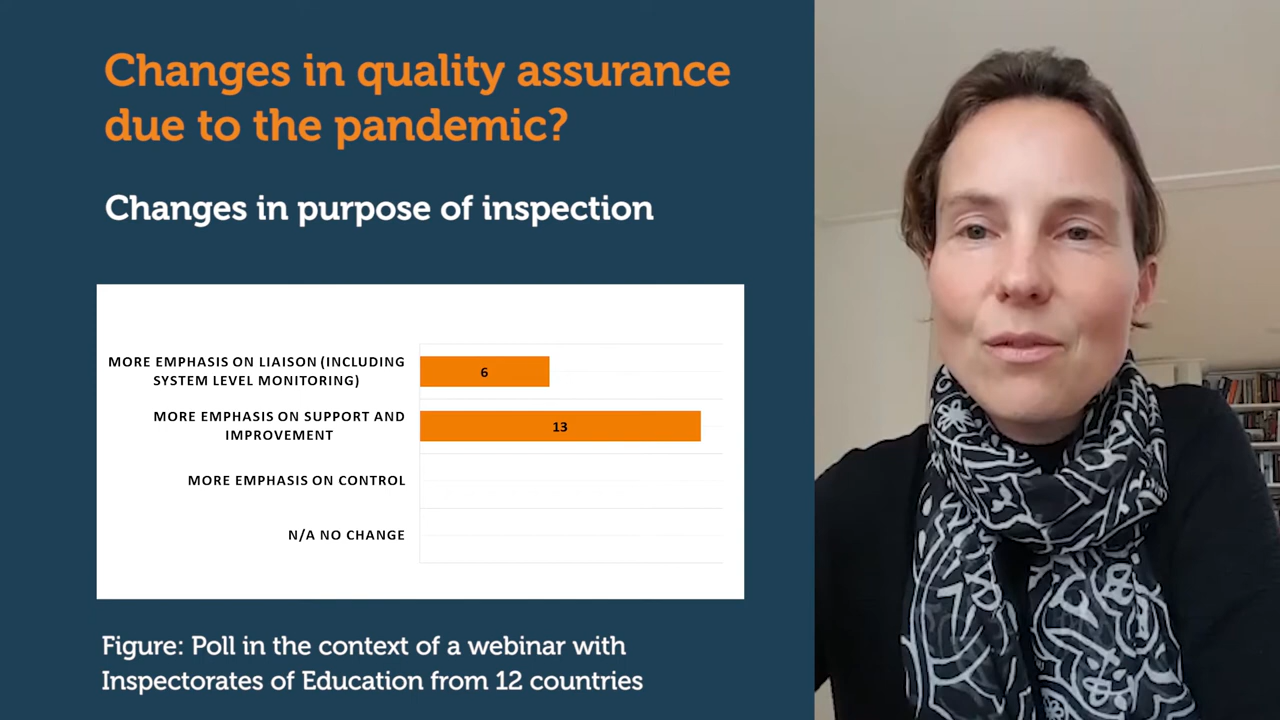 Changes in quality assurance
due to the pandemic?
Changes in purpose of inspection
MORE EMPHASIS ON LIAISON (INCLUDING
SYSTEM LEVEL MONITORING)
6
MORE EMPHASIS ON SUPPORT AND
IMPROVEMENT
13
MORE EMPHASIS ON CONTROL
N/A NO CHANGE
Figure: Poll in the context of a webinar with
Inspectorates of Education from 12 countries